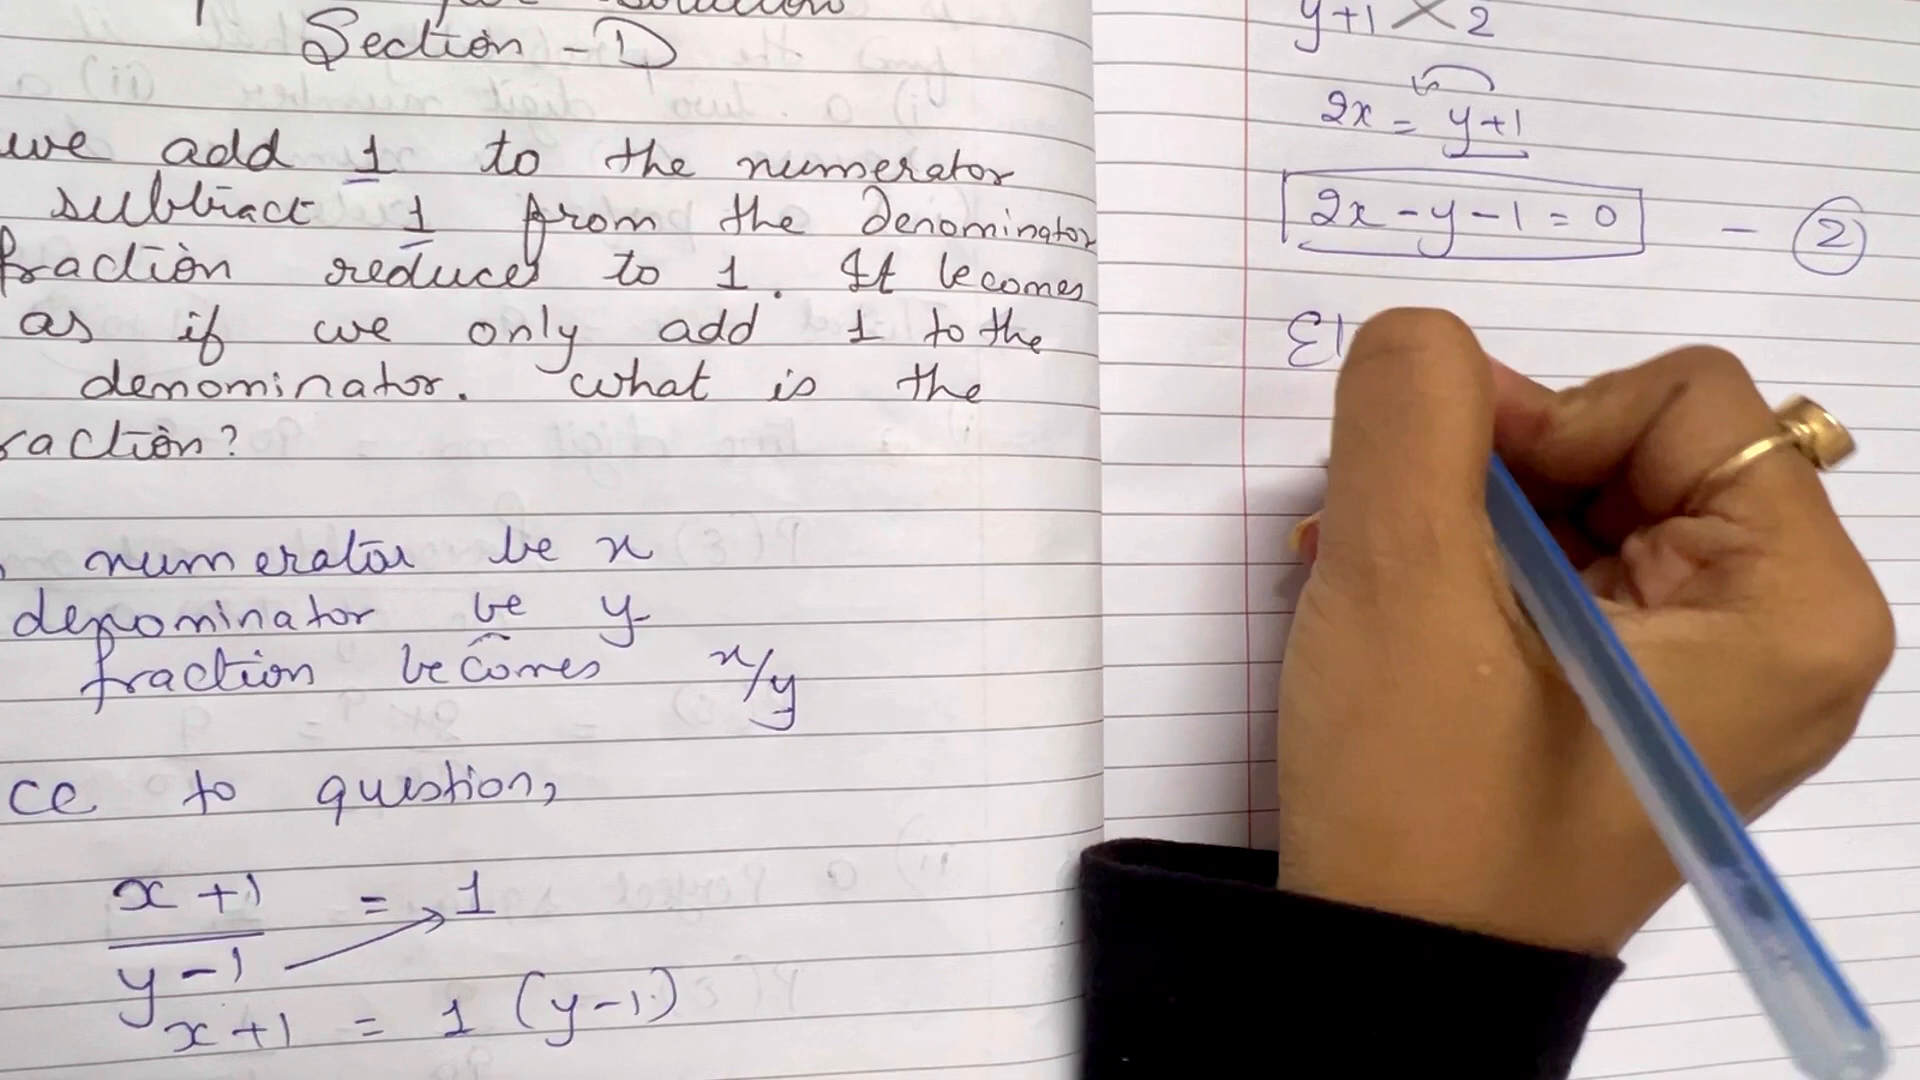 solution
Section - D
we add 1 to the numerator
subtract 1 from the denominator
fraction reduces to 1. It becomes
as if we only add 1 to the
denominator. what is the
raction?
numerator be x
denominator be y
fraction becomes x/y
ce to question,
x+1 = 1
y-1
x+1 = 1 (y-1)
y+1 2
2x = y+1
2x-y-1=0 - 2
El